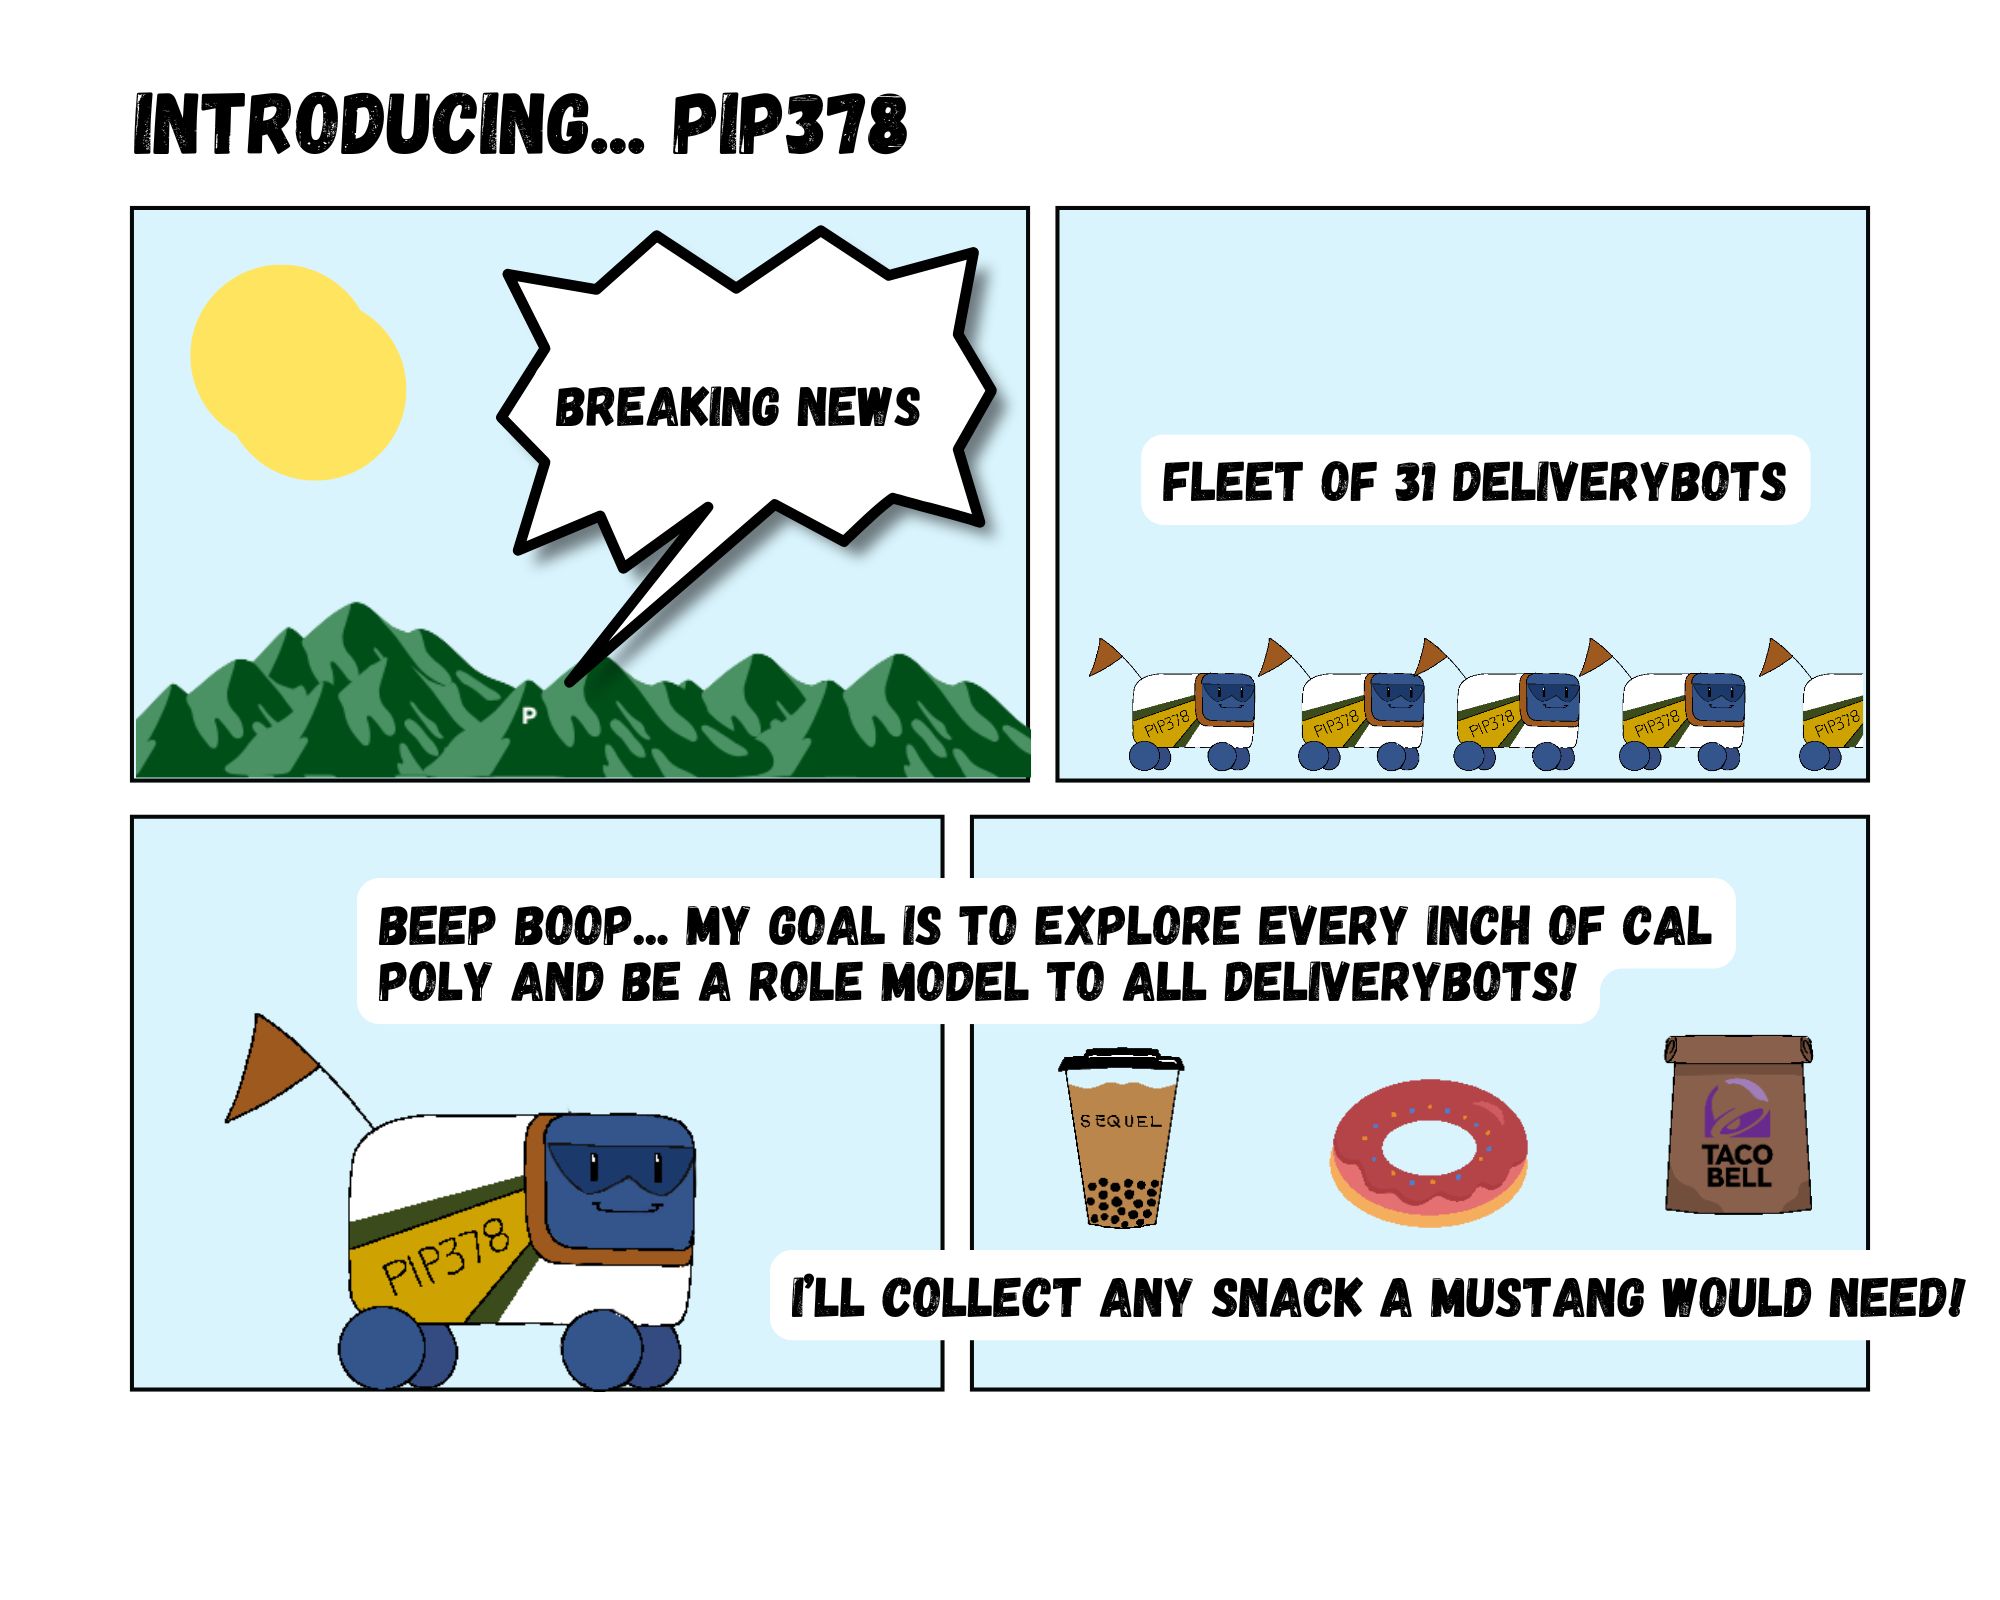 INTRODUCING... PIP378
BREAKING NEWS
P
FLEET OF 31 DELIVERYBOTS
PIP378
PIP378
PIP378
PIP378
PIP378
BEEP BOOP... MY GOAL IS TO EXPLORE EVERY INCH OF CAL
POLY AND BE A ROLE MODEL TO ALL DELIVERYBOTS!
PIP378
SEQUEL
TACO
BELL
I'LL COLLECT ANY SNACK A MUSTANG WOULD NEED!